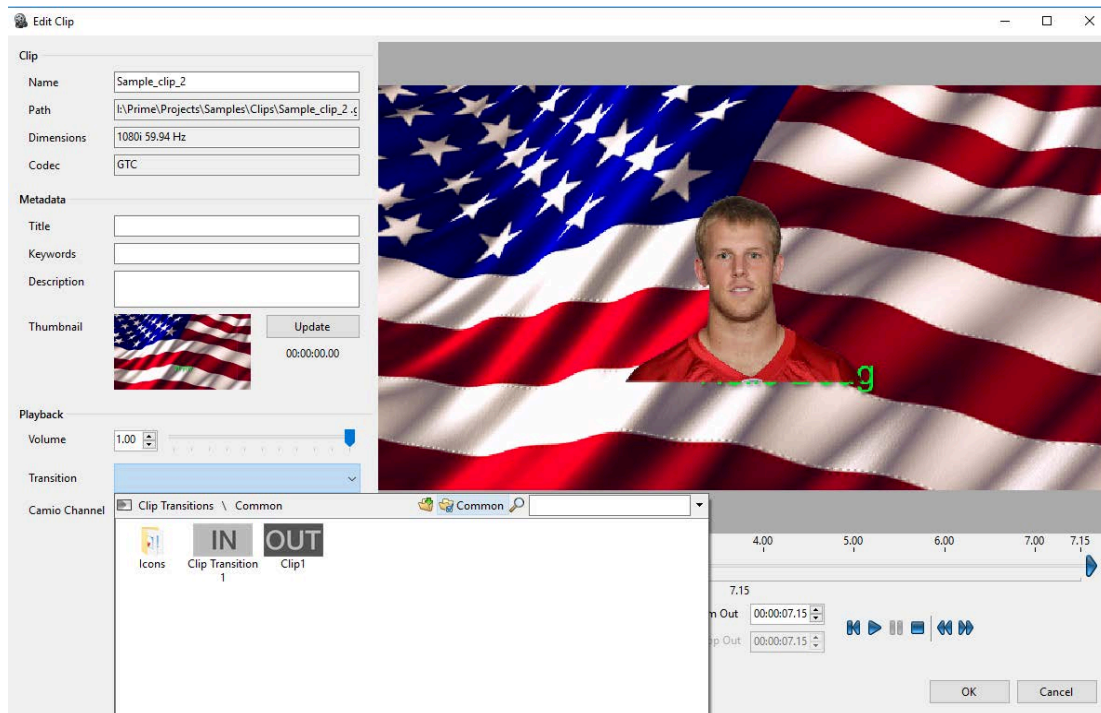 Edit Clip
Clip
Name Sample_clip_2
Path I:\Prime\Projects\Samples\Clips\Sample_clip_2 .g
Dimensions 1080i 59.94 Hz
Codec GTC
Metadata
Title
Keywords
Description
Thumbnail Update
00:00:00.00
Playback
Volume 1.00
Transition
Camio Channel
Clip Transitions \ Common Common
IN OUT
Icons Clip Transition 1 Clip1
4.00 5.00 6.00 7.00 7.15
7.15
m Out 00:00:07.15
Out 00:00:07.15
OK Cancel